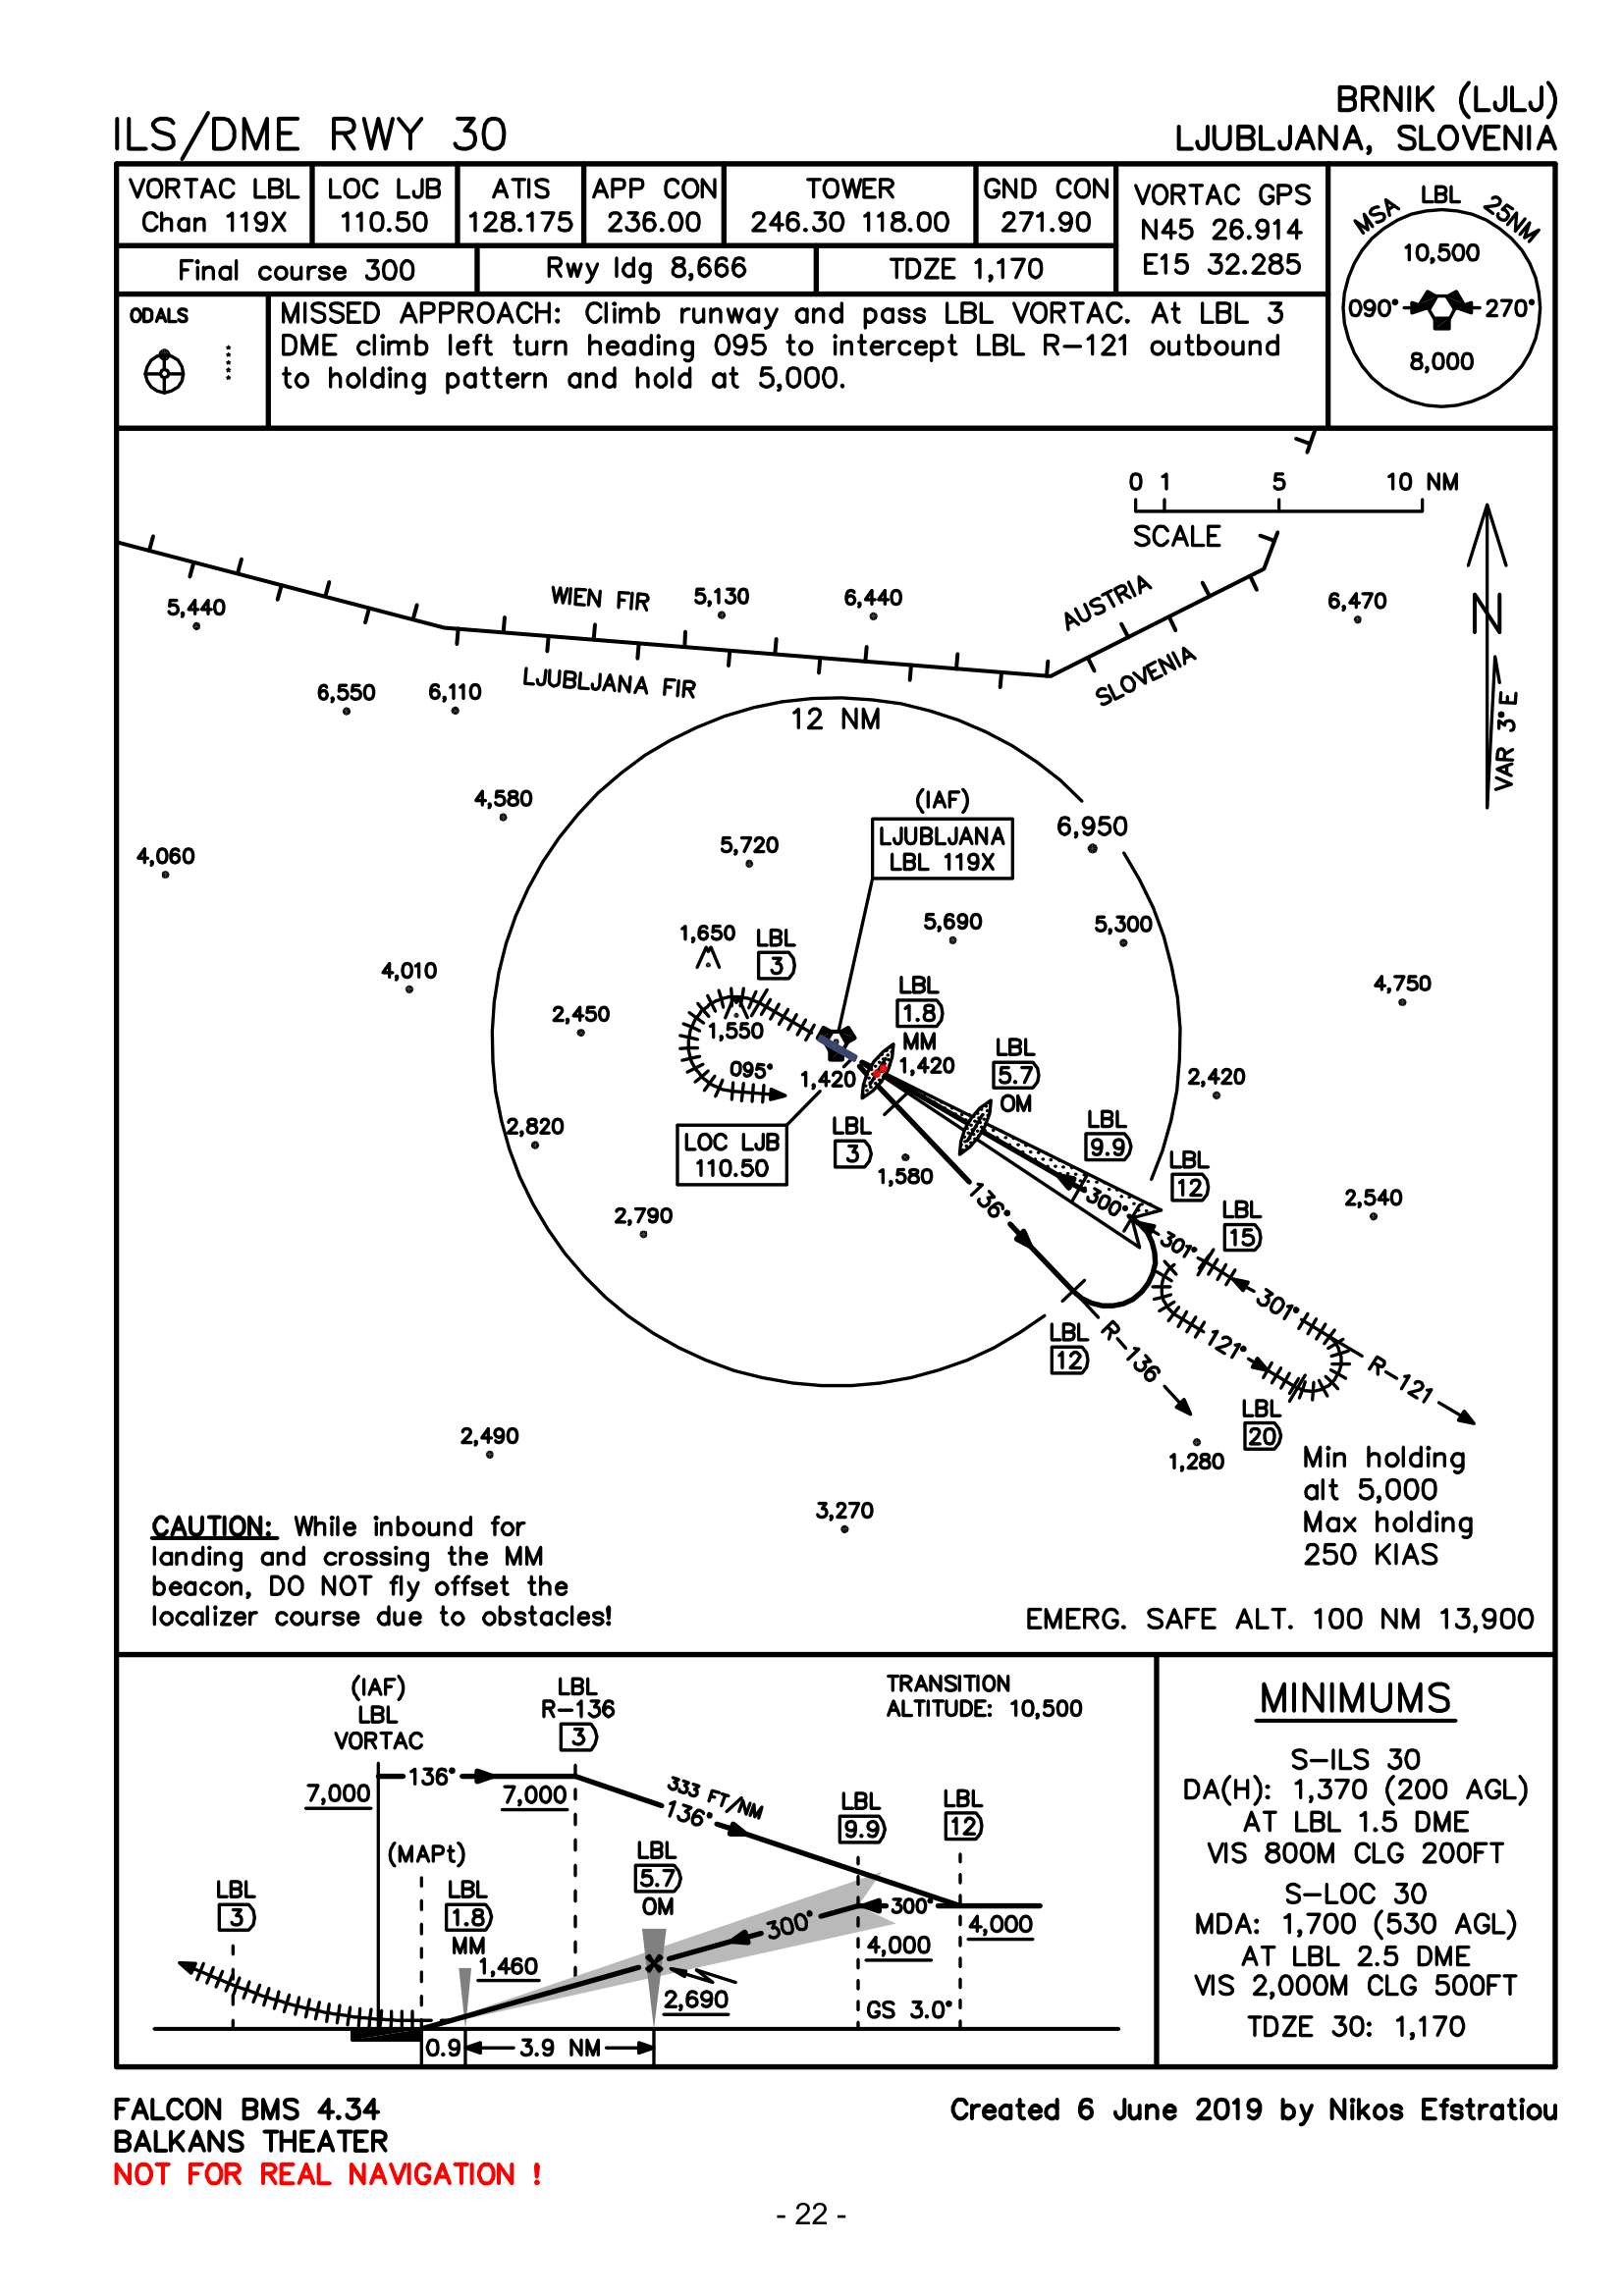 BRNIK (LJLJ)
ILS/DME RWY 30
LJUBLJANA, SLOVENIA
VORTAC LBL
Chan 119X
LOC LJB
110.50
ATIS
128.175
APP CON
236.00
TOWER
246.30 118.00
GND CON
271.90
VORTAC GPS
N45 26.914
E15 32.285
MSA LBL 25NM
10,500
090° 270°
8,000
Final course 300
Rwy ldg 8,666
TDZE 1,170
ODALS
MISSED APPROACH: Climb runway and pass LBL VORTAC. At LBL 3
DME climb left turn heading 095 to intercept LBL R-121 outbound
to holding pattern and hold at 5,000.
0 1 5 10 NM
SCALE
N
VAR 3°E
WIEN FIR
LJUBLJANA FIR
AUSTRIA
SLOVENIA
5,440
5,130
6,440
6,470
6,550
6,110
12 NM
4,580
(IAF)
LJUBLJANA
LBL 119X
6,950
4,060
5,720
5,690
5,300
1,650
LBL
3
4,010
4,750
2,450
1,550
LBL
1.8
MM
1,420
095°
1,420
LBL
5.7
OM
2,420
2,820
LOC LJB
110.50
LBL
3
1,580
LBL
9.9
LBL
12
2,540
LBL
15
2,790
136°
300°
301°
301°
121°
LBL
12
R-136
R-121
LBL
20
2,490
1,280
3,270
Min holding
alt 5,000
Max holding
250 KIAS
CAUTION: While inbound for
landing and crossing the MM
beacon, DO NOT fly offset the
localizer course due to obstacles!
EMERG. SAFE ALT. 100 NM 13,900
(IAF)
LBL
VORTAC
LBL
R-136
3
TRANSITION
ALTITUDE: 10,500
7,000
136°
7,000
333 FT/NM
136°
LBL
9.9
LBL
12
(MAPt)
LBL
3
LBL
1.8
MM
1,460
LBL
5.7
OM
2,690
300°
300°
4,000
4,000
GS 3.0°
0.9
3.9 NM
MINIMUMS
S-ILS 30
DA(H): 1,370 (200 AGL)
AT LBL 1.5 DME
VIS 800M CLG 200FT
S-LOC 30
MDA: 1,700 (530 AGL)
AT LBL 2.5 DME
VIS 2,000M CLG 500FT
TDZE 30: 1,170
FALCON BMS 4.34
BALKANS THEATER
NOT FOR REAL NAVIGATION !
Created 6 June 2019 by Nikos Efstratiou
- 22 -